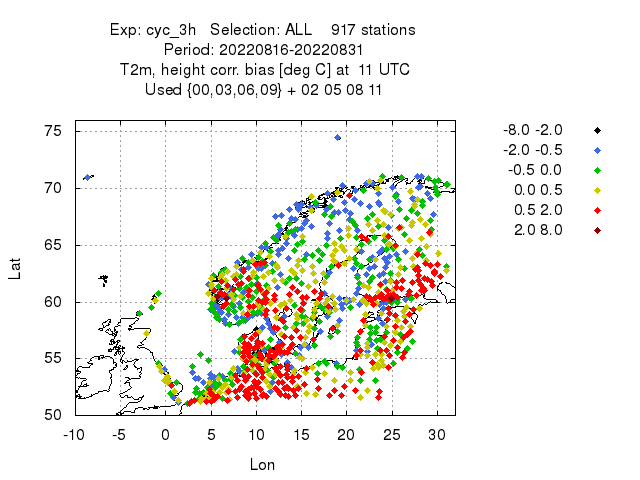 Exp: cyc_3h   Selection: ALL    917 stations
Period: 20220816-20220831
T2m, height corr. bias [deg C] at  11 UTC
Used {00,03,06,09} + 02 05 08 11
75
70
65
60
55
50
Lat
-10 -5 0 5 10 15 20 25 30
Lon
-8.0 -2.0
-2.0 -0.5
-0.5 0.0
0.0 0.5
0.5 2.0
2.0 8.0